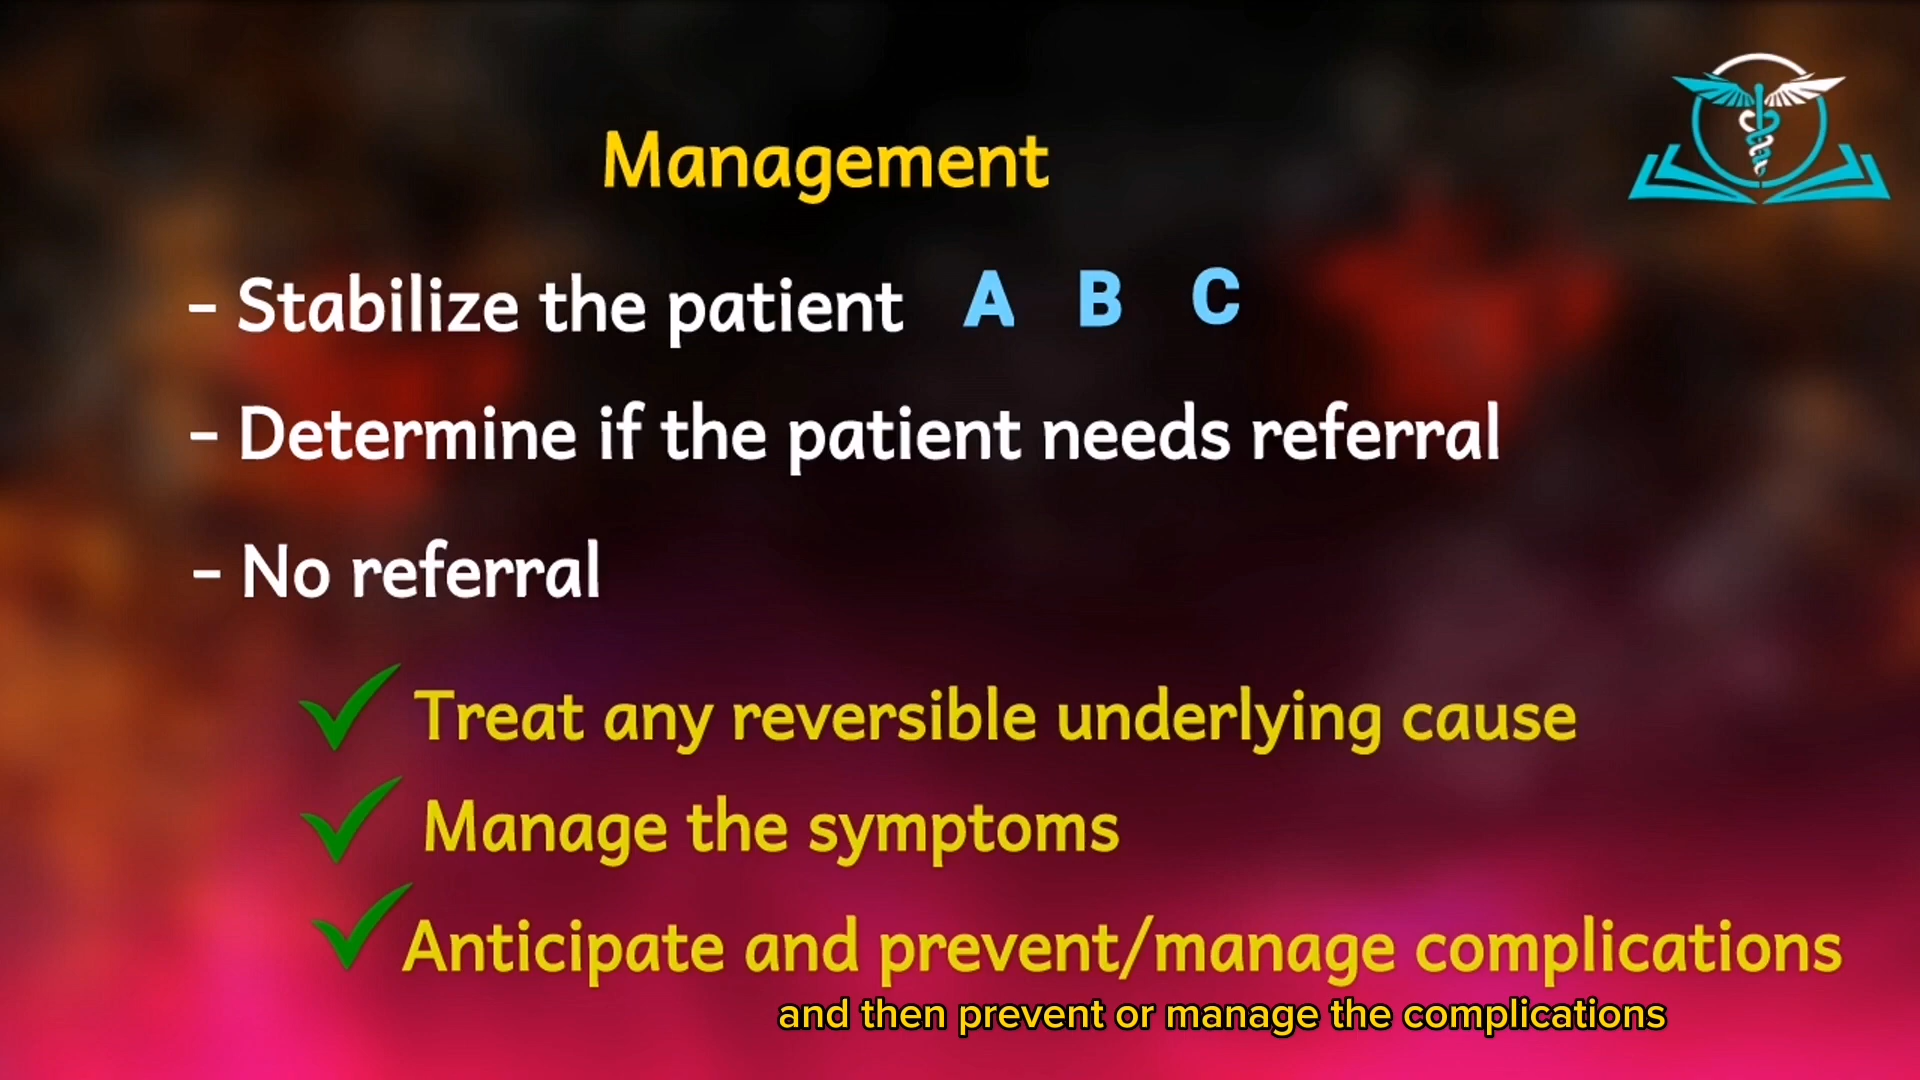 Management
- Stabilize the patient A B C
- Determine if the patient needs referral
- No referral
Treat any reversible underlying cause
Manage the symptoms
Anticipate and prevent/manage complications
and then prevent or manage the complications